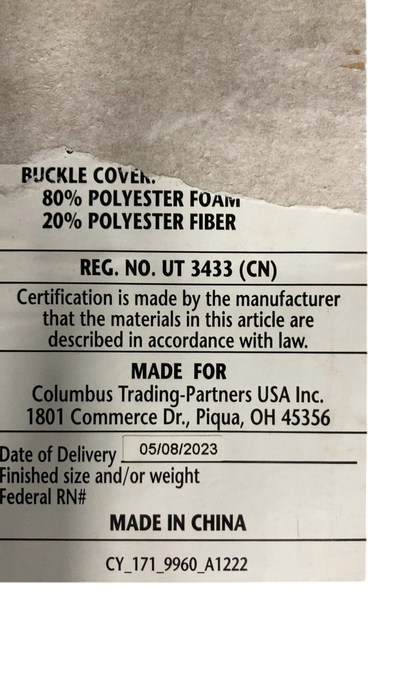 BUCKLE COVER:
80% POLYESTER FOAM
20% POLYESTER FIBER
REG. NO. UT 3433 (CN)
Certification is made by the manufacturer
that the materials in this article are
described in accordance with law.
MADE FOR
Columbus Trading-Partners USA Inc.
1801 Commerce Dr., Piqua, OH 45356
Date of Delivery 05/08/2023
Finished size and/or weight
Federal RN#
MADE IN CHINA
CY_171_9960_A1222